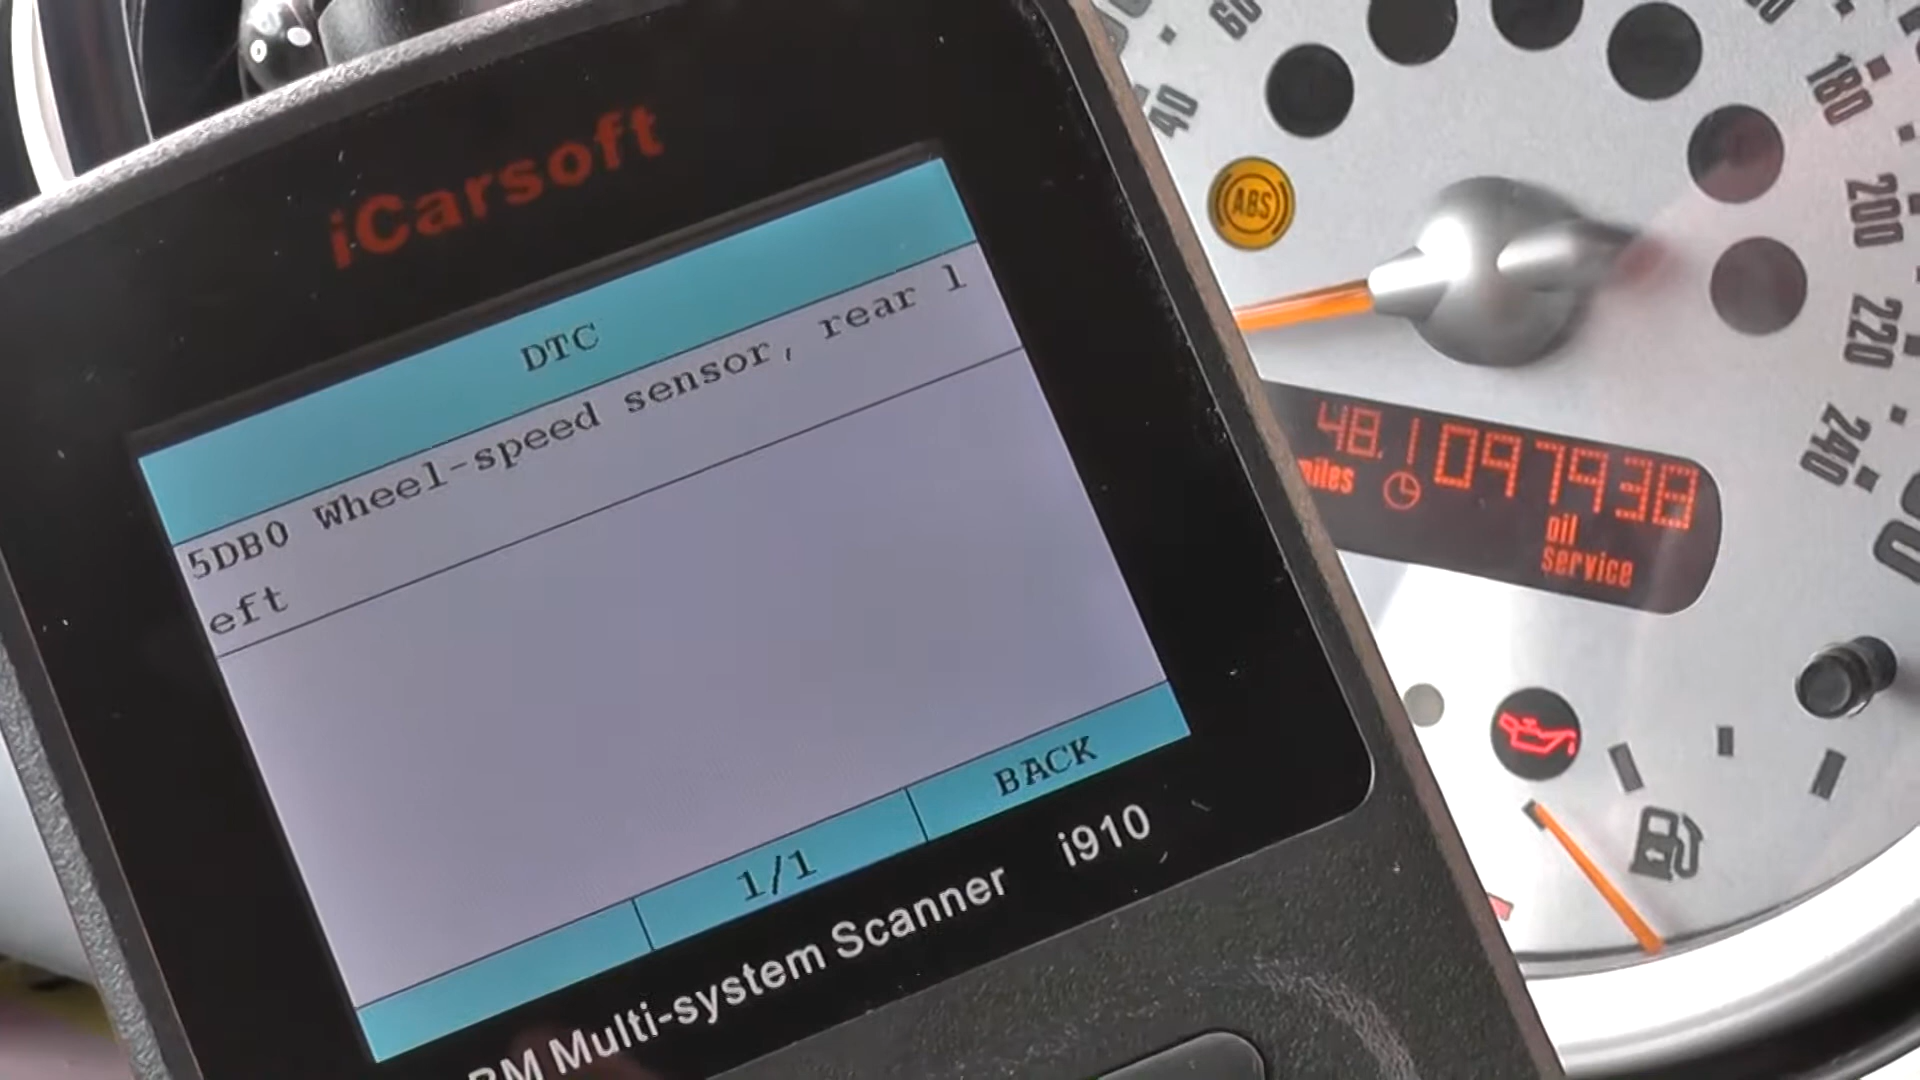 iCarsoft
DTC
5DB0 Wheel-speed sensor, rear l
eft
1/1
BACK
Multi-system Scanner i910
60
40
ABS
180
200
220
240
48.1 097938
miles
oil
service